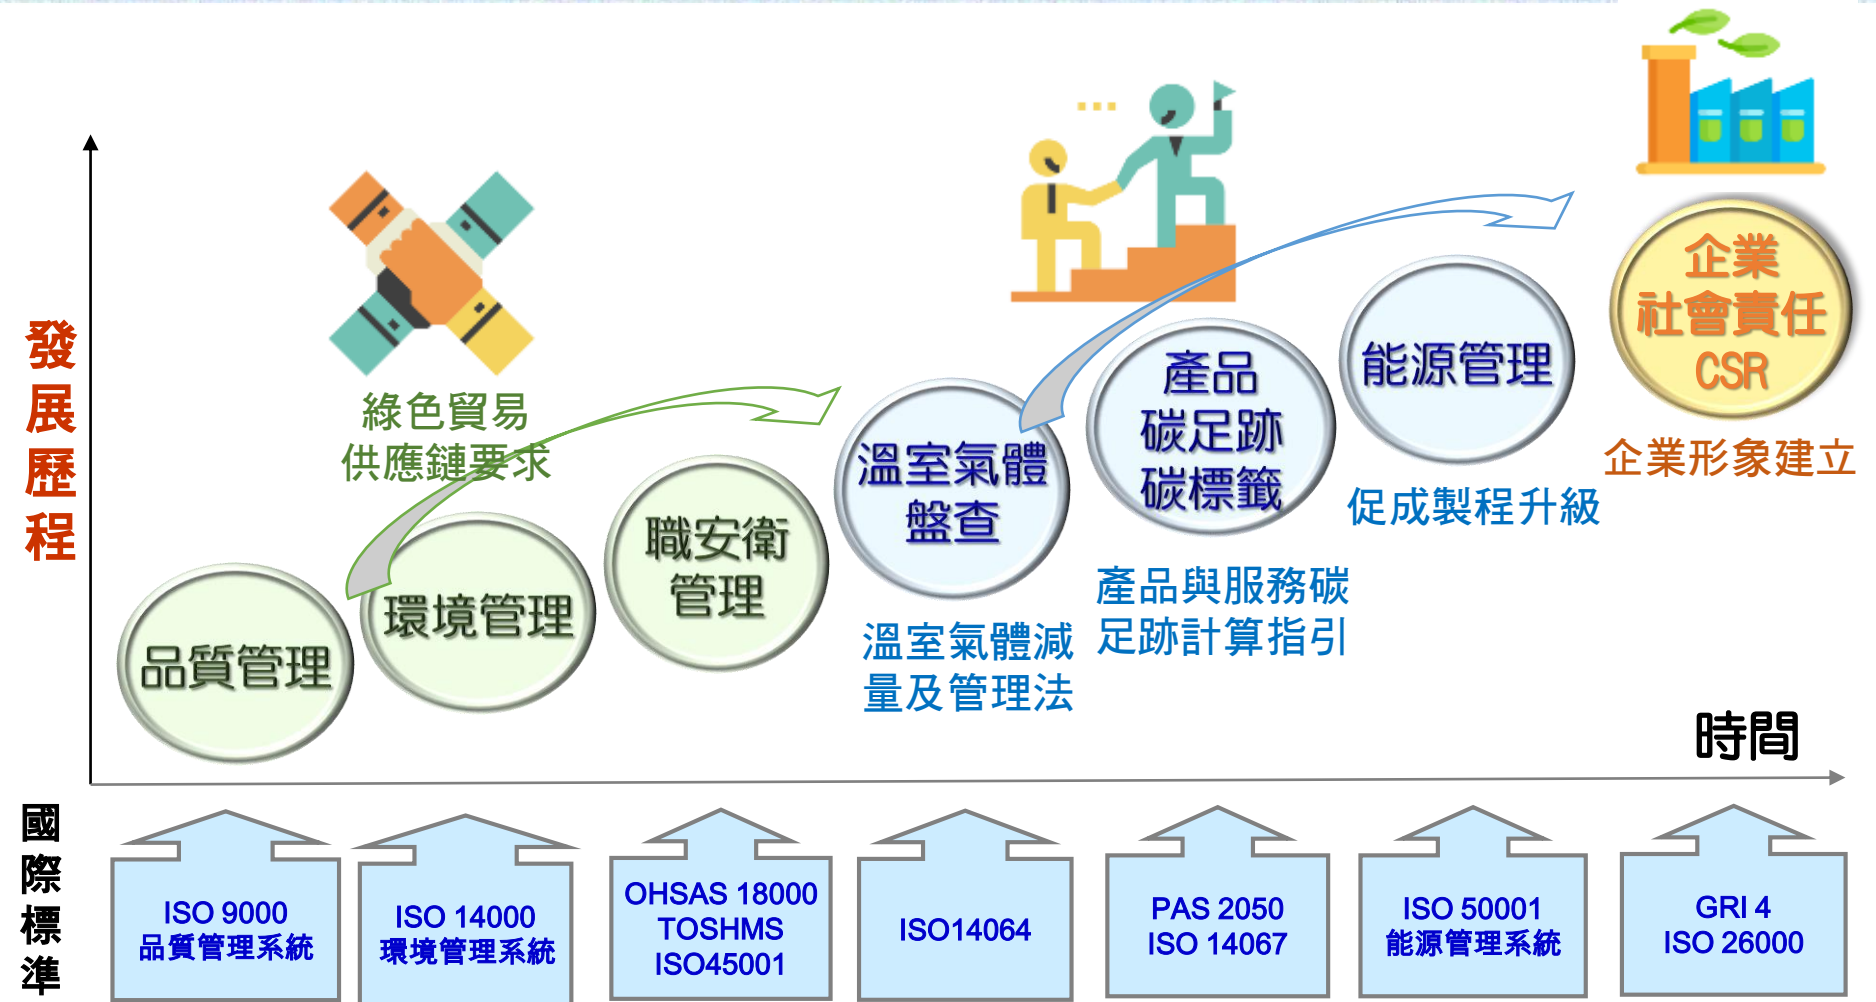 發展歷程
綠色貿易
供應鏈要求
品質管理
環境管理
職安衛
管理
溫室氣體
盤查
溫室氣體減
量及管理法
產品
碳足跡
碳標籤
產品與服務碳
足跡計算指引
能源管理
促成製程升級
企業
社會責任
CSR
企業形象建立
時間
國際標準
ISO 9000
品質管理系統
ISO 14000
環境管理系統
OHSAS 18000
TOSHMS
ISO45001
ISO14064
PAS 2050
ISO 14067
ISO 50001
能源管理系統
GRI 4
ISO 26000